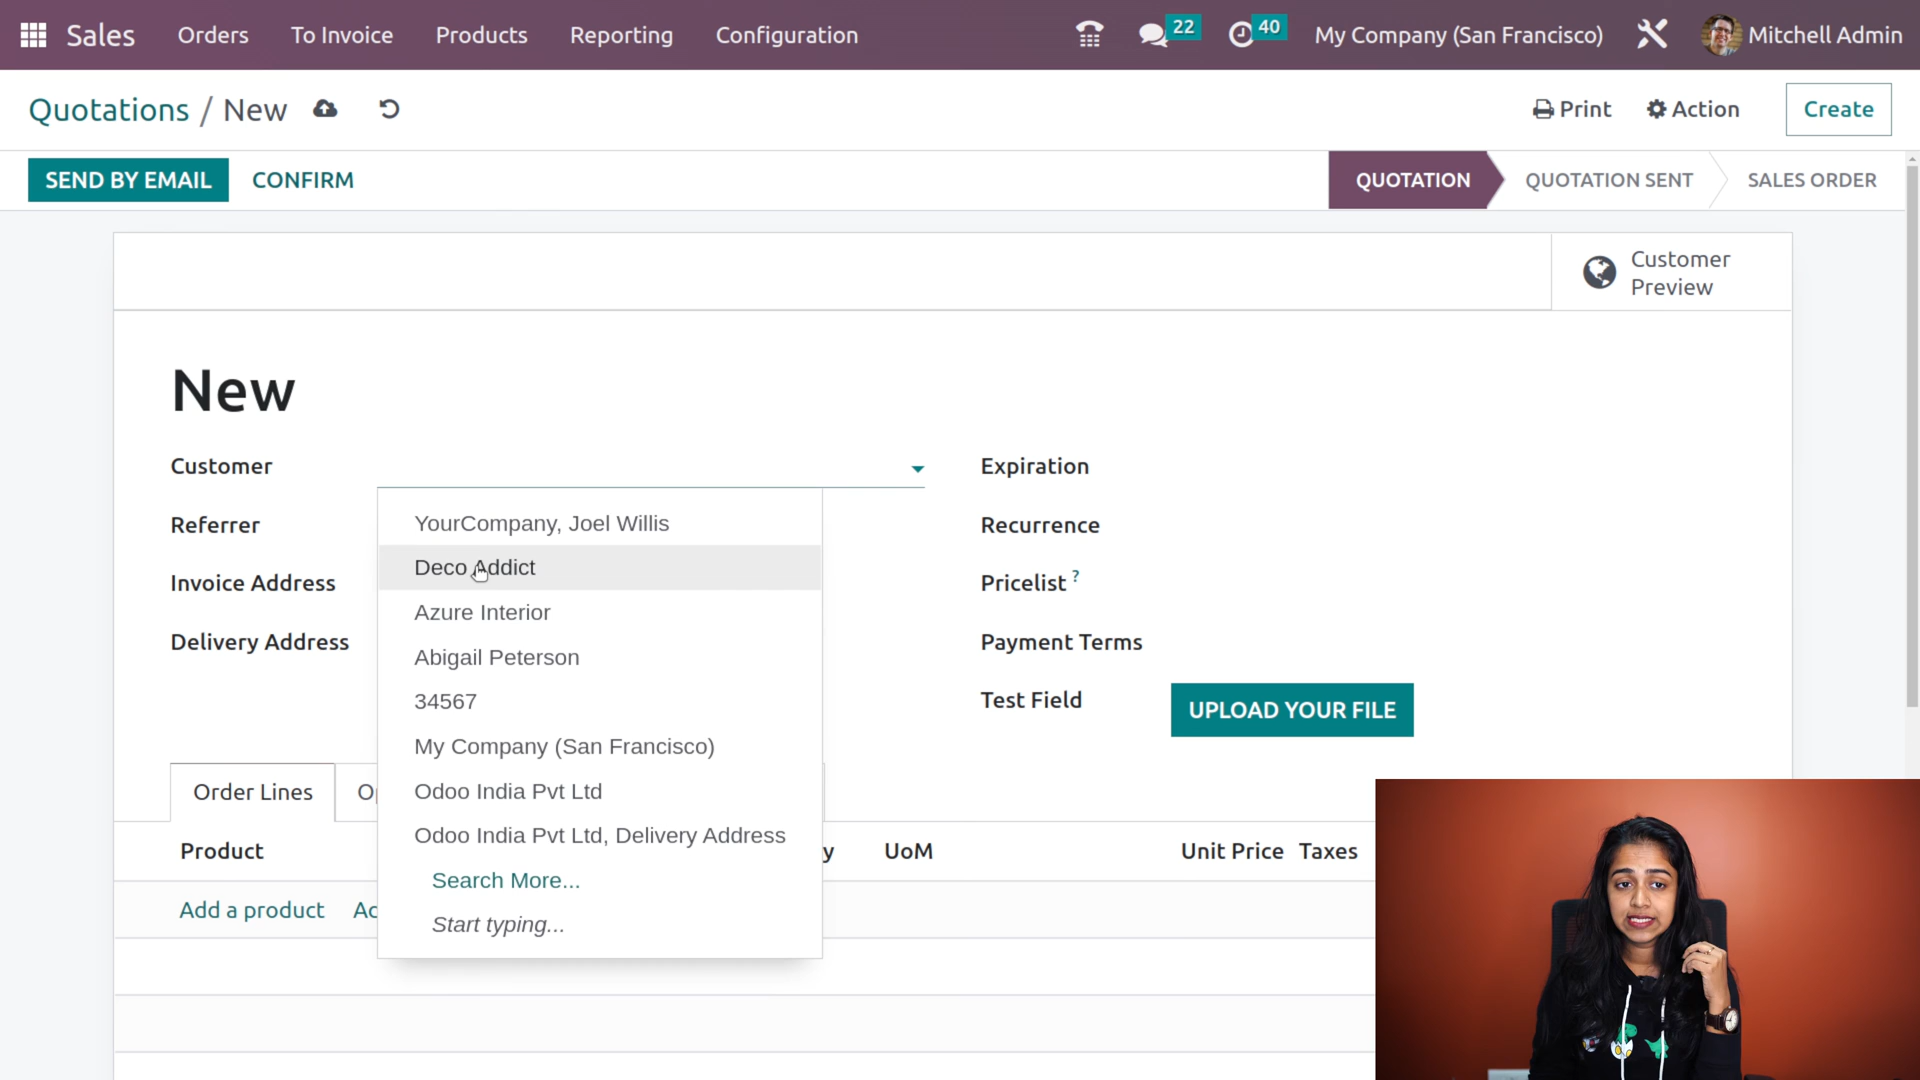 Sales Orders To Invoice Products Reporting Configuration 22 40 My Company (San Francisco) Mitchell Admin
Quotations / New Print Action Create
SEND BY EMAIL CONFIRM QUOTATION QUOTATION SENT SALES ORDER
Customer
Preview
New
Customer
Referrer
Invoice Address
Delivery Address
YourCompany, Joel Willis
Deco Addict
Azure Interior
Abigail Peterson
34567
My Company (San Francisco)
Odoo India Pvt Ltd
Odoo India Pvt Ltd, Delivery Address
Search More...
Start typing...
Expiration
Recurrence
Pricelist ?
Payment Terms
Test Field UPLOAD YOUR FILE
Order Lines
Product y UoM Unit Price Taxes
Add a product